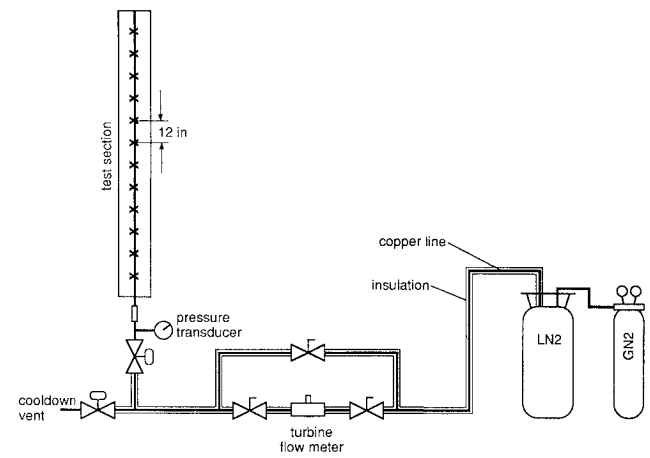 test section
12 in
copper line
insulation
pressure
transducer
LN2
GN2
cooldown
vent
turbine
flow meter